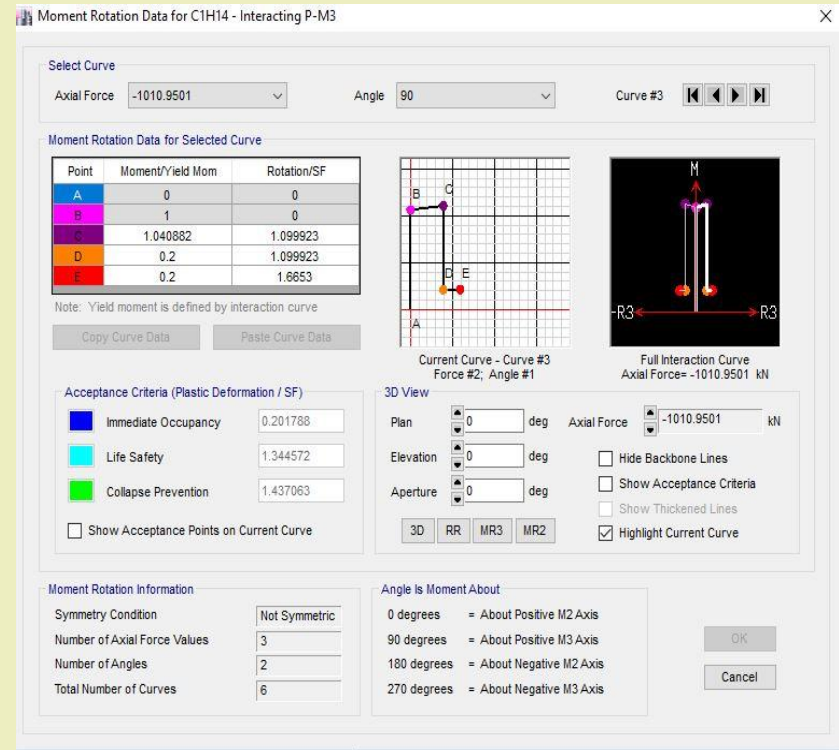 Moment Rotation Data for C1H14 - Interacting P-M3
Select Curve
Axial Force -1010.9501 Angle 90 Curve #3
Moment Rotation Data for Selected Curve
Point Moment/Yield Mom Rotation/SF
A 0 0
B 1 0
C 1.040882 1.099923
D 0.2 1.099923
E 0.2 1.6653
Note: Yield moment is defined by interaction curve
Copy Curve Data Paste Curve Data
B C
D E
A
Current Curve - Curve #3
Force #2; Angle #1
M
-R3 R3
Full Interaction Curve
Axial Force= -1010.9501 kN
Acceptance Criteria (Plastic Deformation / SF)
Immediate Occupancy 0.201788
Life Safety 1.344572
Collapse Prevention 1.437063
Show Acceptance Points on Current Curve
3D View
Plan 0 deg Axial Force -1010.9501 kN
Elevation 0 deg
Aperture 0 deg
Hide Backbone Lines
Show Acceptance Criteria
Show Thickened Lines
Highlight Current Curve
3D RR MR3 MR2
Moment Rotation Information
Symmetry Condition Not Symmetric
Number of Axial Force Values 3
Number of Angles 2
Total Number of Curves 6
Angle Is Moment About
0 degrees = About Positive M2 Axis
90 degrees = About Positive M3 Axis
180 degrees = About Negative M2 Axis
270 degrees = About Negative M3 Axis
OK
Cancel